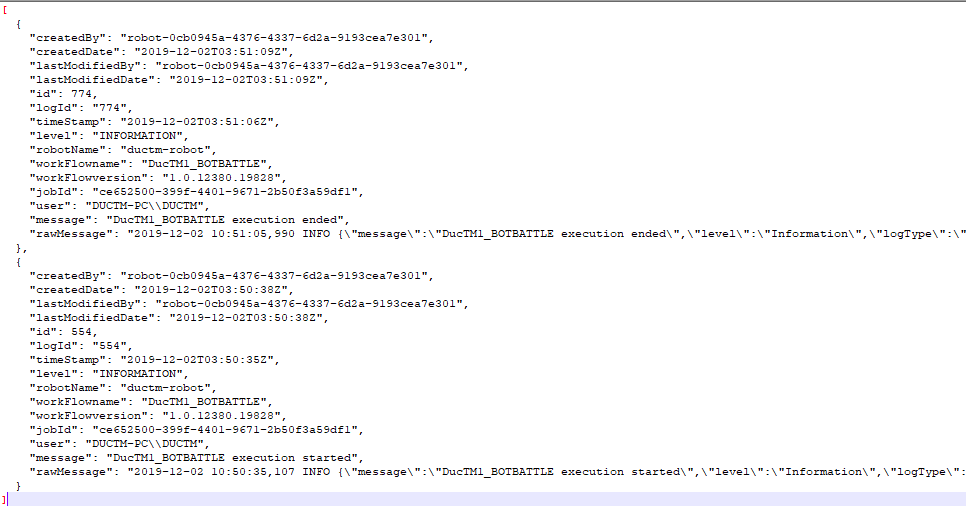 [
{
"createdBy": "robot-0cb0945a-4376-4337-6d2a-9193cea7e301",
"createdDate": "2019-12-02T03:51:09Z",
"lastModifiedBy": "robot-0cb0945a-4376-4337-6d2a-9193cea7e301",
"lastModifiedDate": "2019-12-02T03:51:09Z",
"id": 774,
"logId": "774",
"timeStamp": "2019-12-02T03:51:06Z",
"level": "INFORMATION",
"robotName": "ductm-robot",
"workFlowname": "DucTM1_BOTBATTLE",
"workFlowversion": "1.0.12380.19828",
"jobId": "ce652500-399f-4401-9671-2b50f3a59df1",
"user": "DUCTM-PC\\DUCTM",
"message": "DucTM1_BOTBATTLE execution ended",
"rawMessage": "2019-12-02 10:51:05,990 INFO {\"message\":\"DucTM1_BOTBATTLE execution ended\",\"level\":\"Information\",\"logType\":\"
},
{
"createdBy": "robot-0cb0945a-4376-4337-6d2a-9193cea7e301",
"createdDate": "2019-12-02T03:50:38Z",
"lastModifiedBy": "robot-0cb0945a-4376-4337-6d2a-9193cea7e301",
"lastModifiedDate": "2019-12-02T03:50:38Z",
"id": 554,
"logId": "554",
"timeStamp": "2019-12-02T03:50:35Z",
"level": "INFORMATION",
"robotName": "ductm-robot",
"workFlowname": "DucTM1_BOTBATTLE",
"workFlowversion": "1.0.12380.19828",
"jobId": "ce652500-399f-4401-9671-2b50f3a59df1",
"user": "DUCTM-PC\\DUCTM",
"message": "DucTM1_BOTBATTLE execution started",
"rawMessage": "2019-12-02 10:50:35,107 INFO {\"message\":\"DucTM1_BOTBATTLE execution started\",\"level\":\"Information\",\"logType\":
}
]